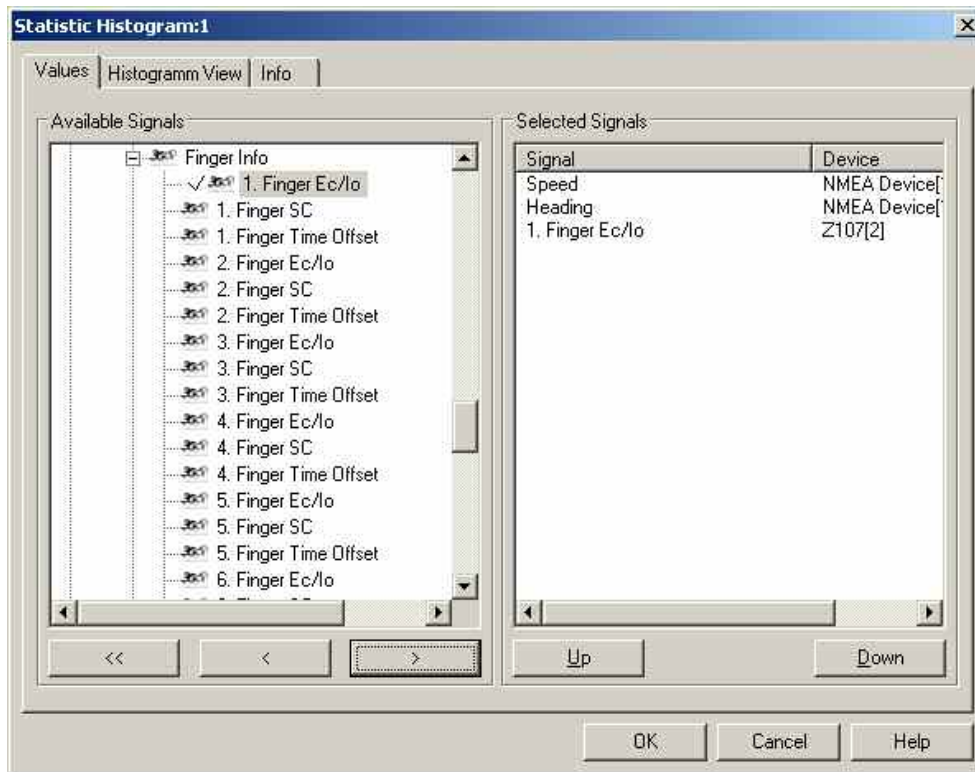 Statistic Histogram:1
Values
Histogramm View
Info
Available Signals
Finger Info
1. Finger Ec/Io
1. Finger SC
1. Finger Time Offset
2. Finger Ec/Io
2. Finger SC
2. Finger Time Offset
3. Finger Ec/Io
3. Finger SC
3. Finger Time Offset
4. Finger Ec/Io
4. Finger SC
4. Finger Time Offset
5. Finger Ec/Io
5. Finger SC
5. Finger Time Offset
6. Finger Ec/Io
<<
<
>
Selected Signals
Signal Device
Speed NMEA Device[
Heading NMEA Device[
1. Finger Ec/Io Z107[2]
Up
Down
OK
Cancel
Help